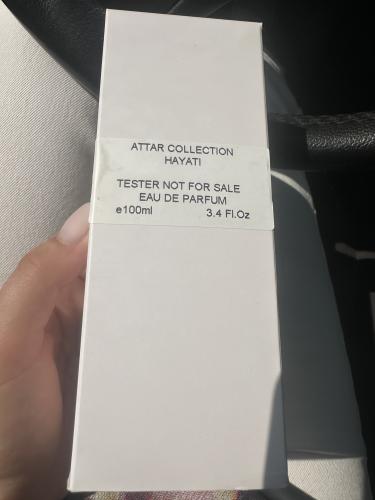 ATTAR COLLECTION
HAYATI
TESTER NOT FOR SALE
EAU DE PARFUM
e100ml 3.4 Fl.Oz